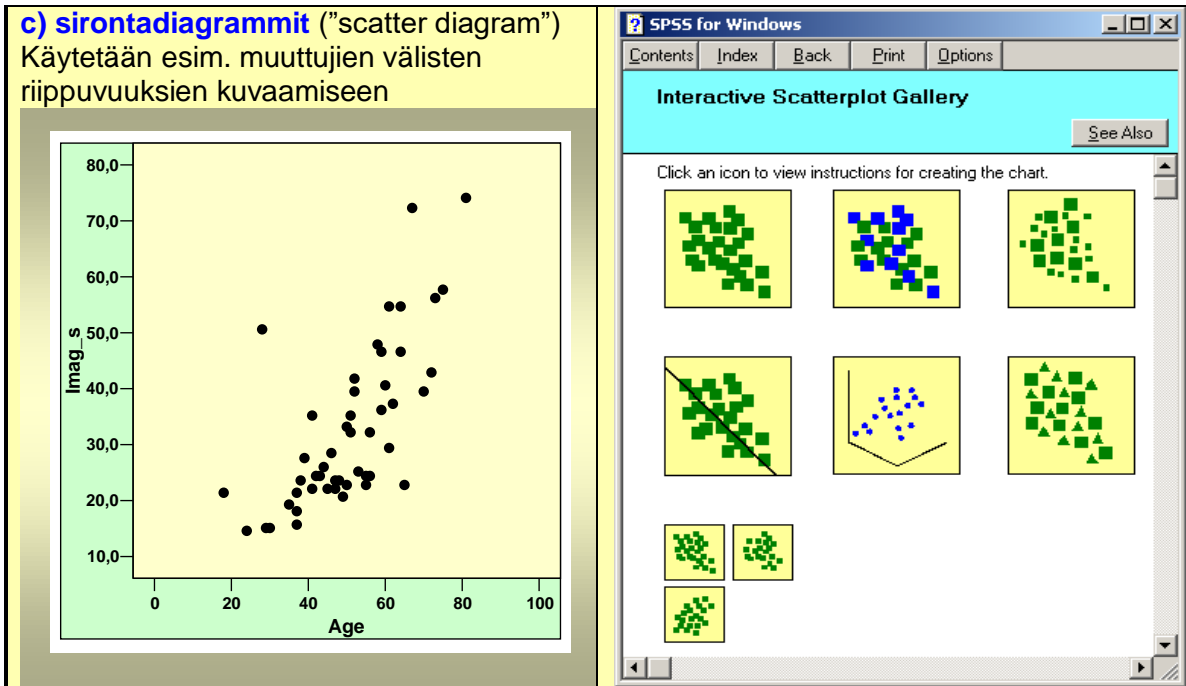 c) sirontadiagrammit (”scatter diagram”)
Käytetään esim. muuttujien välisten
riippuvuuksien kuvaamiseen
80,0
70,0
60,0
50,0
40,0
30,0
20,0
10,0
Imag_s
0 20 40 60 80 100
Age
SPSS for Windows
Contents Index Back Print Options
Interactive Scatterplot Gallery
See Also
Click an icon to view instructions for creating the chart.